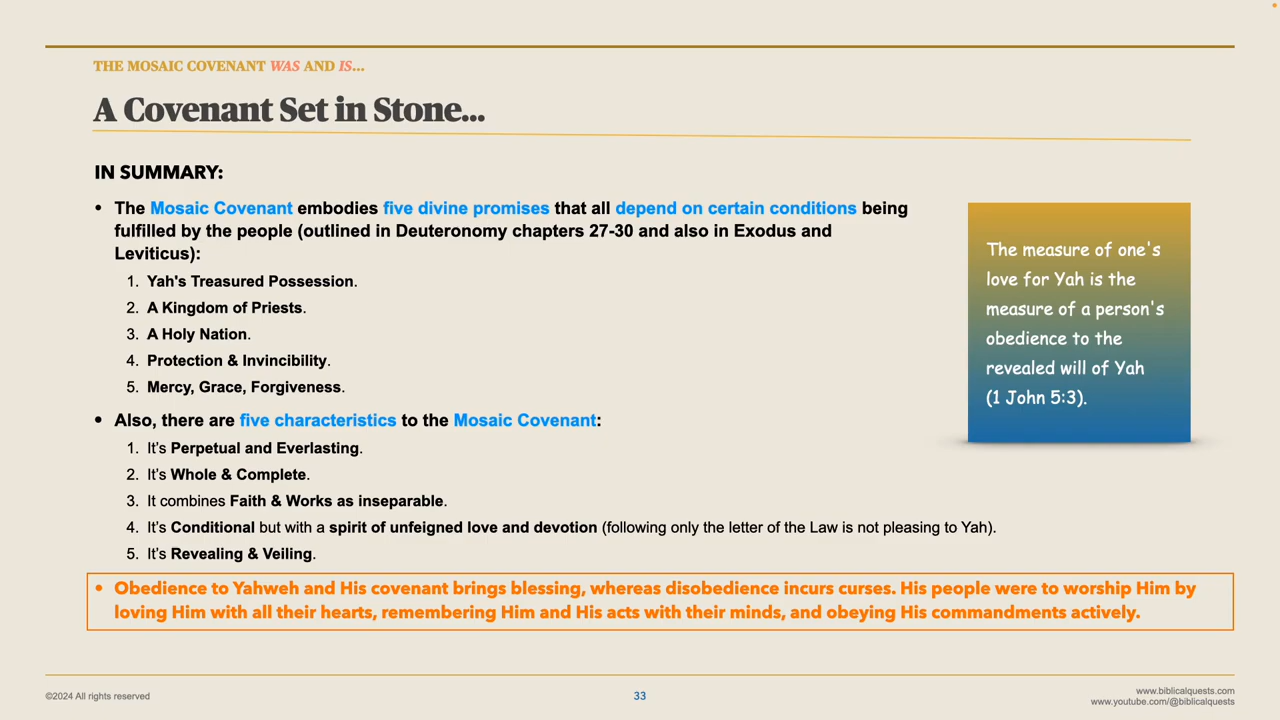 THE MOSAIC COVENANT WAS AND IS...
A Covenant Set in Stone...
IN SUMMARY:
• The Mosaic Covenant embodies five divine promises that all depend on certain conditions being
fulfilled by the people (outlined in Deuteronomy chapters 27-30 and also in Exodus and
Leviticus):
1. Yah's Treasured Possession.
2. A Kingdom of Priests.
3. A Holy Nation.
4. Protection & Invincibility.
5. Mercy, Grace, Forgiveness.
• Also, there are five characteristics to the Mosaic Covenant:
1. It’s Perpetual and Everlasting.
2. It’s Whole & Complete.
3. It combines Faith & Works as inseparable.
4. It’s Conditional but with a spirit of unfeigned love and devotion (following only the letter of the Law is not pleasing to Yah).
5. It’s Revealing & Veiling.
• Obedience to Yahweh and His covenant brings blessing, whereas disobedience incurs curses. His people were to worship Him by
loving Him with all their hearts, remembering Him and His acts with their minds, and obeying His commandments actively.
The measure of one's
love for Yah is the
measure of a person's
obedience to the
revealed will of Yah
(1 John 5:3).
©2024 All rights reserved
33
www.biblicalquests.com
www.youtube.com/@biblicalquests